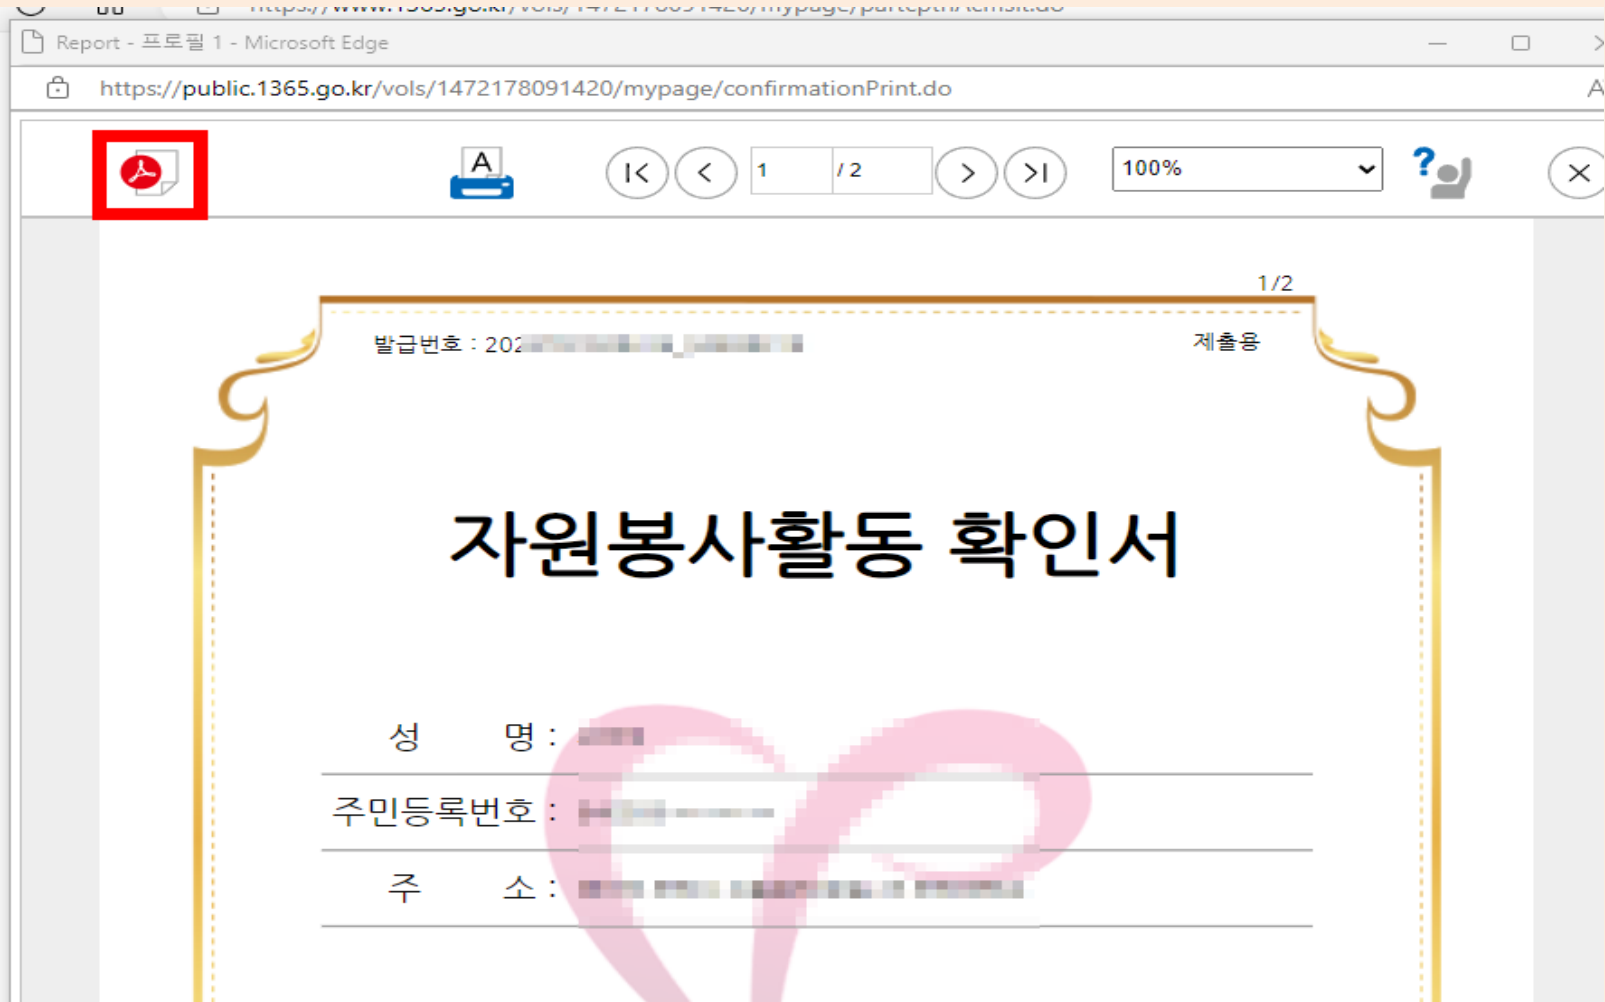 Report - 프로필 1 - Microsoft Edge
https://public.1365.go.kr/vols/1472178091420/mypage/confirmationPrint.do
A
1 / 2 100%
1/2
발급번호 : 202
제출용
자원봉사활동 확인서
성 명 :
주민등록번호 :
주 소 :